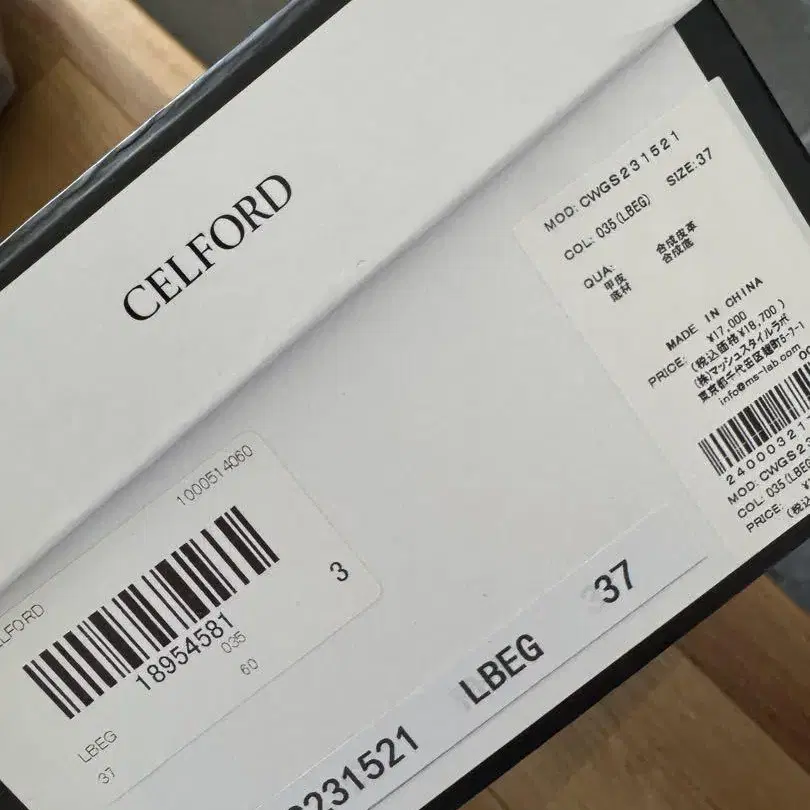 CELFORD
MOD: CWGS231521
COL: 035(LBEG) SIZE:37
QUA:
甲皮 合成皮革
底材 合成底
MADE IN CHINA
PRICE: ¥17,000
(税込価格¥18,700)
(株)マッシュスタイルラボ
東京都千代田区麹町5-7-1
info@ms-lab.com
MOD: CWGS2
COL: 035(LBEG
PRICE:
1000514060
18954581
035
60
3
LBEG
37
231521 LBEG 37